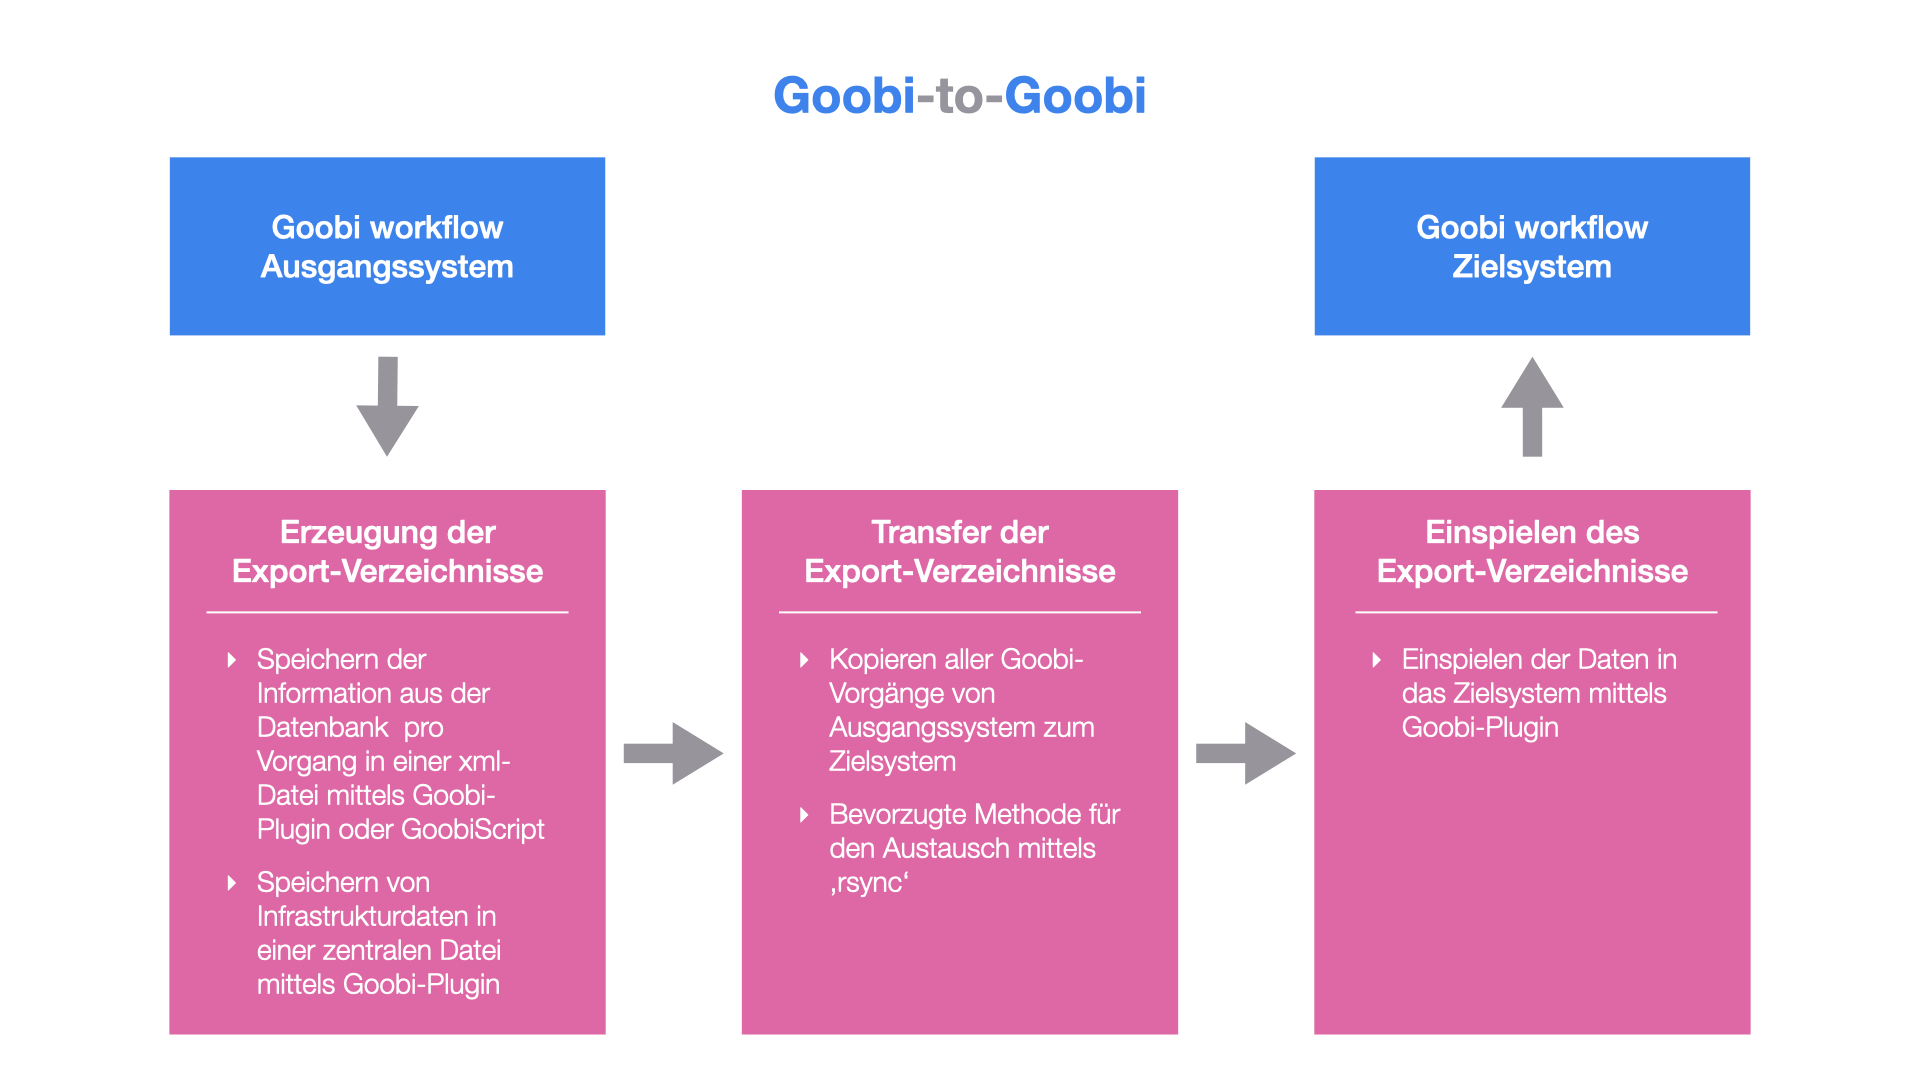 Goobi-to-Goobi
Goobi workflow
Ausgangssystem
Goobi workflow
Zielsystem
Erzeugung der
Export-Verzeichnisse
Speichern der
Information aus der
Datenbank  pro
Vorgang in einer xml-
Datei mittels Goobi-
Plugin oder GoobiScript
Speichern von
Infrastrukturdaten in
einer zentralen Datei
mittels Goobi-Plugin
Transfer der
Export-Verzeichnisse
Kopieren aller Goobi-
Vorgänge von
Ausgangssystem zum
Zielsystem
Bevorzugte Methode für
den Austausch mittels
‚rsync‘
Einspielen des
Export-Verzeichnisse
Einspielen der Daten in
das Zielsystem mittels
Goobi-Plugin